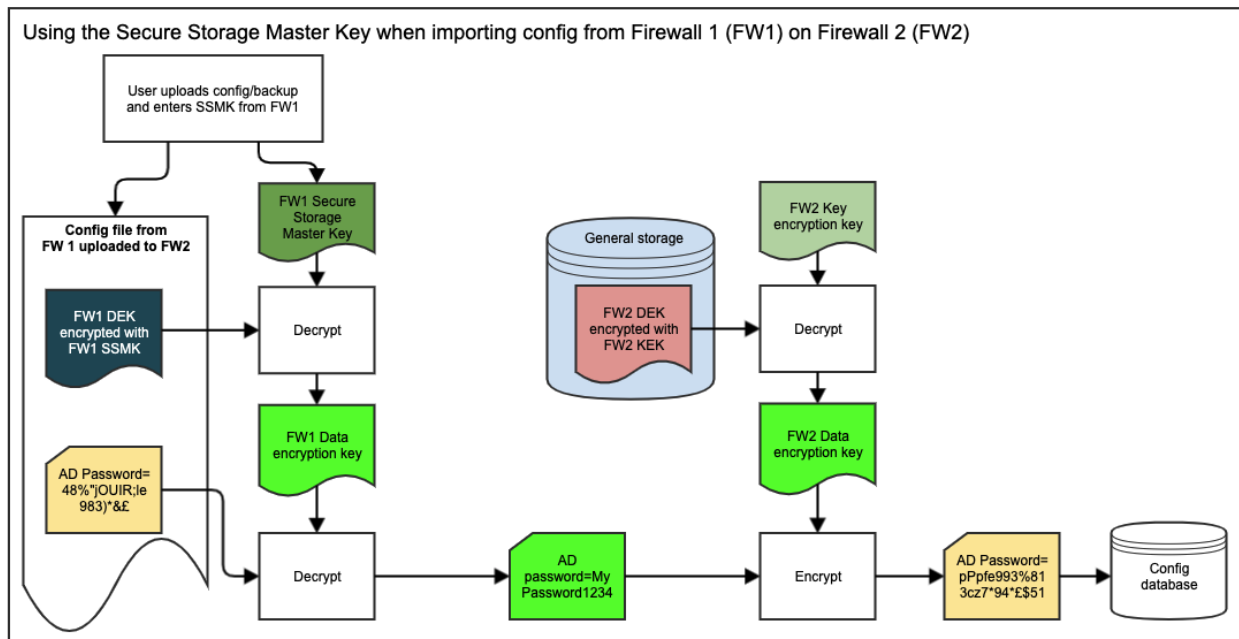 Using the Secure Storage Master Key when importing config from Firewall 1 (FW1) on Firewall 2 (FW2)
User uploads config/backup
and enters SSMK from FW1
Config file from
FW 1 uploaded to FW2
FW1 Secure
Storage
Master Key
General storage
FW2 Key
encryption key
FW1 DEK
encrypted with
FW1 SSMK
Decrypt
FW2 DEK
encrypted with
FW2 KEK
Decrypt
FW1 Data
encryption key
FW2 Data
encryption key
AD Password=
48%"jOUIR;le
983)*&£
Decrypt
AD
password=My
Password1234
Encrypt
AD Password=
pPpfe993%81
3cz7*94*£$51
Config
database